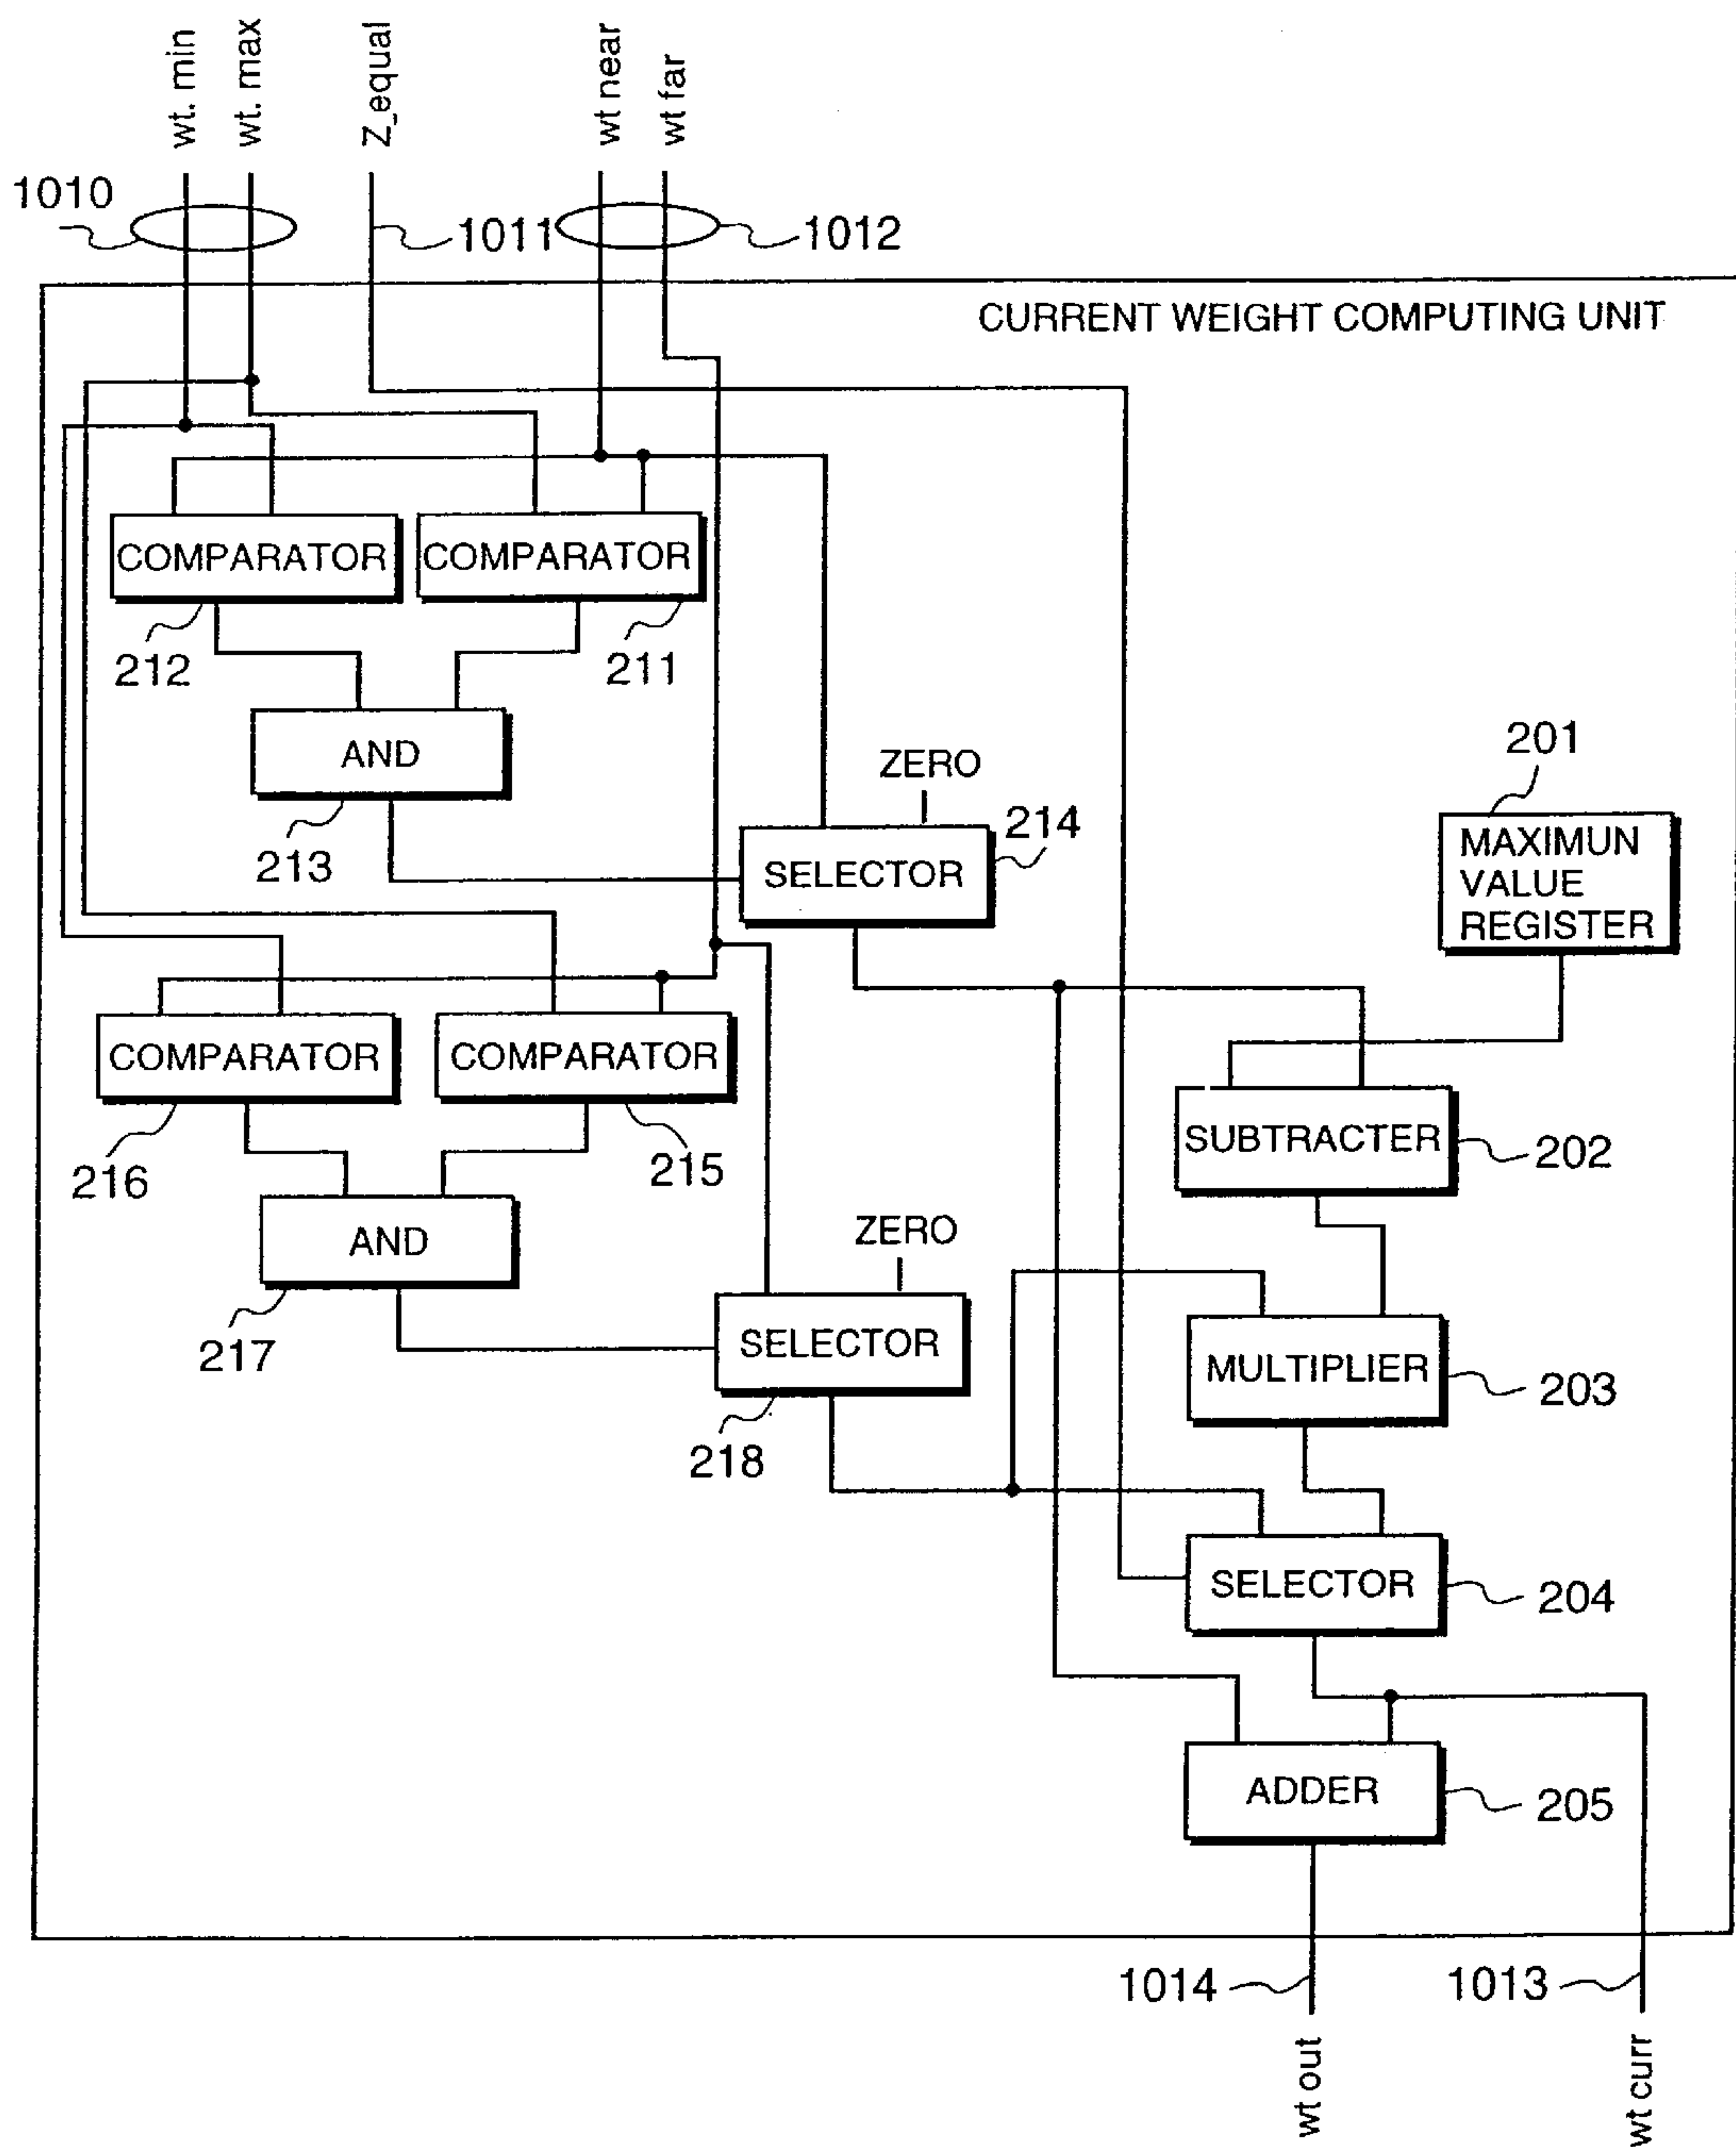 wt. min
wt. max
Z_equal
wt near
wt far
1010
1011
1012
CURRENT WEIGHT COMPUTING UNIT
COMPARATOR
COMPARATOR
212
211
AND
213
ZERO
214
SELECTOR
201
MAXIMUN
VALUE
REGISTER
COMPARATOR
COMPARATOR
216
215
SUBTRACTER
202
AND
217
ZERO
SELECTOR
218
MULTIPLIER
203
SELECTOR
204
ADDER
205
1014
1013
wt out
wt curr